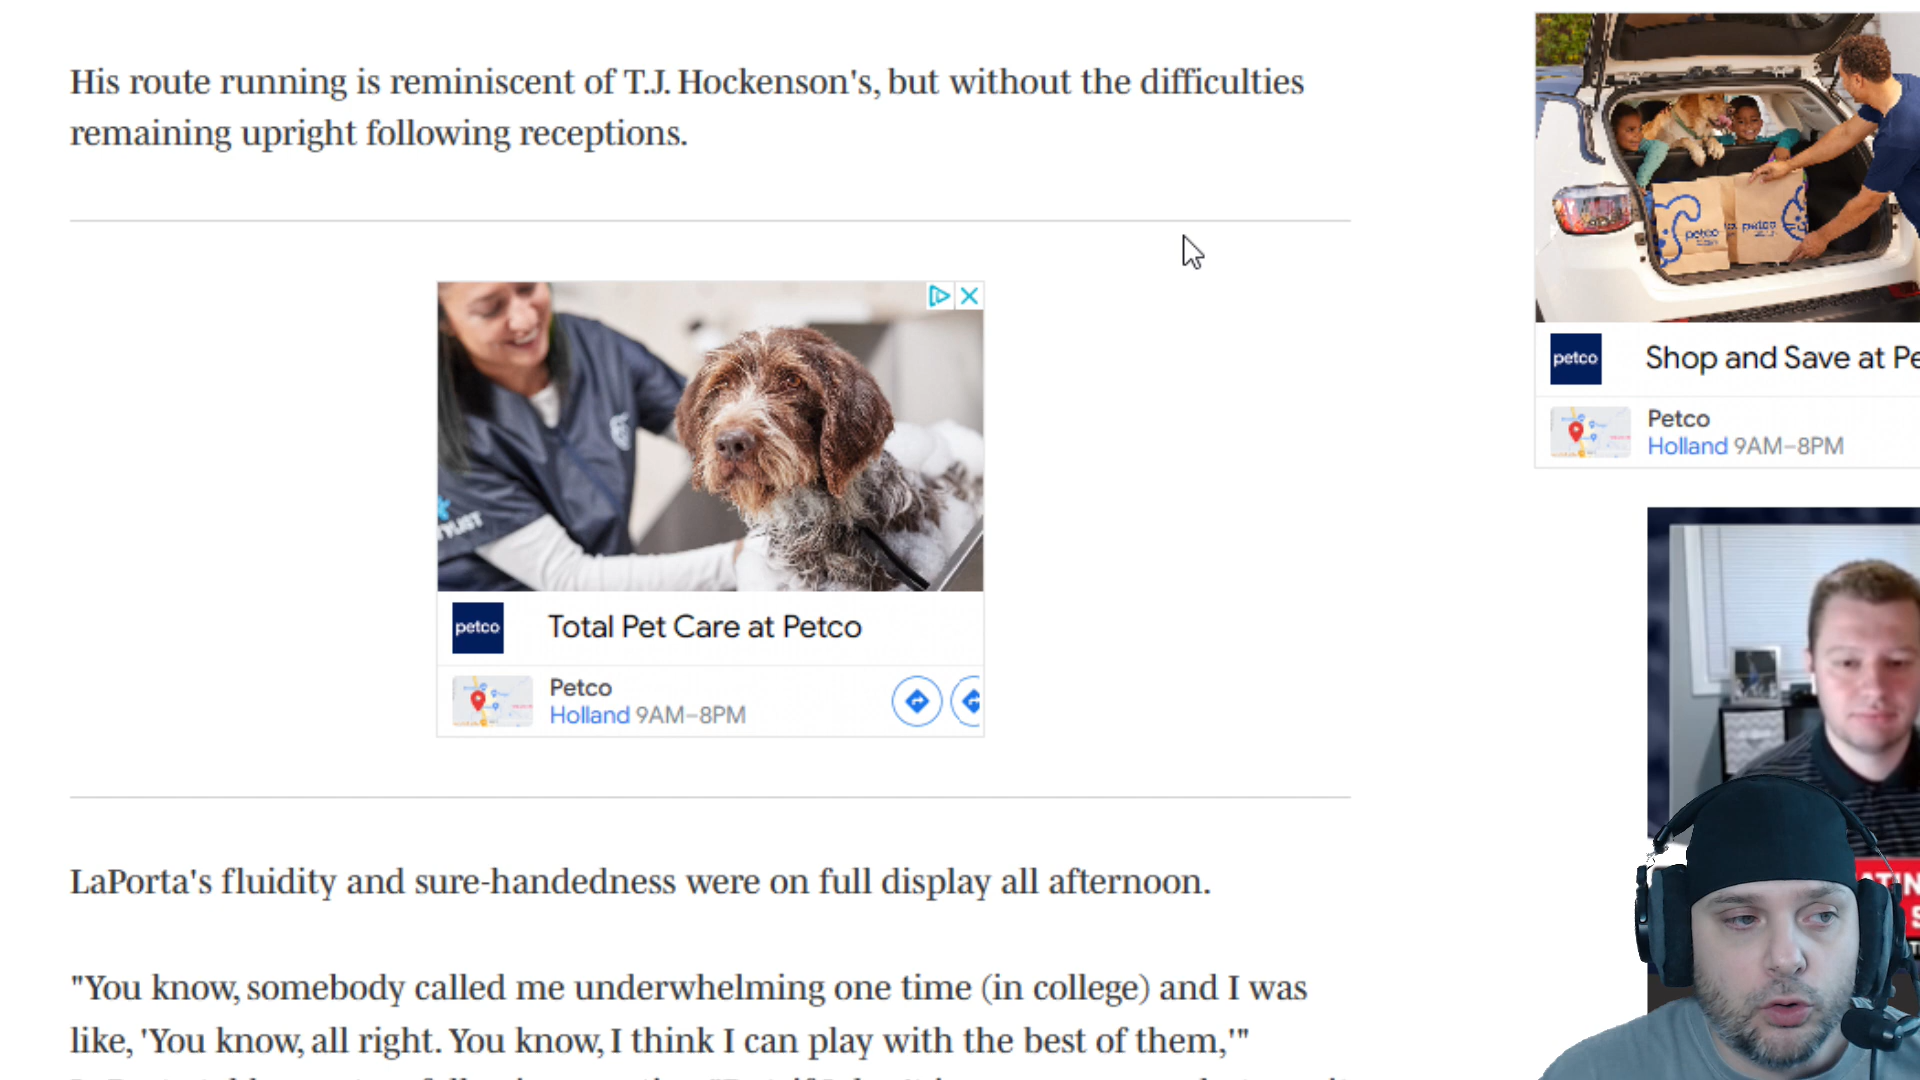 His route running is reminiscent of T.J. Hockenson's, but without the difficulties
remaining upright following receptions.
petco
Total Pet Care at Petco
Petco
Holland 9AM–8PM
LaPorta's fluidity and sure-handedness were on full display all afternoon.
"You know, somebody called me underwhelming one time (in college) and I was
like, 'You know, all right. You know, I think I can play with the best of them,'"
petco
petco
petco
Shop and Save at Pe
Petco
Holland 9AM–8PM